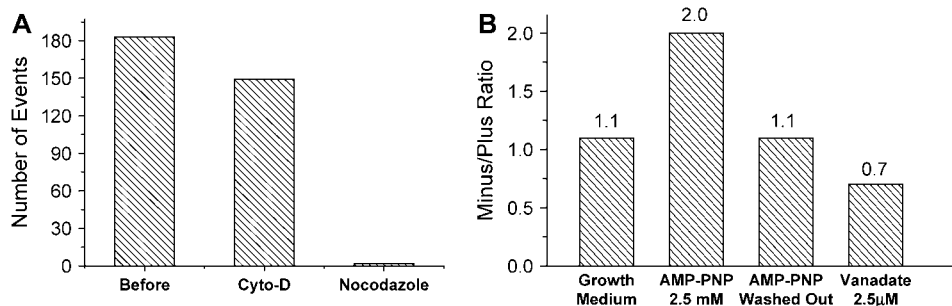 A
Number of Events
180
150
120
90
60
30
0
Before Cyto-D Nocodazole
B
Minus/Plus Ratio
2.0
1.5
1.0
0.5
0.0
1.1
2.0
1.1
0.7
Growth Medium
AMP-PNP 2.5 mM
AMP-PNP Washed Out
Vanadate 2.5µM